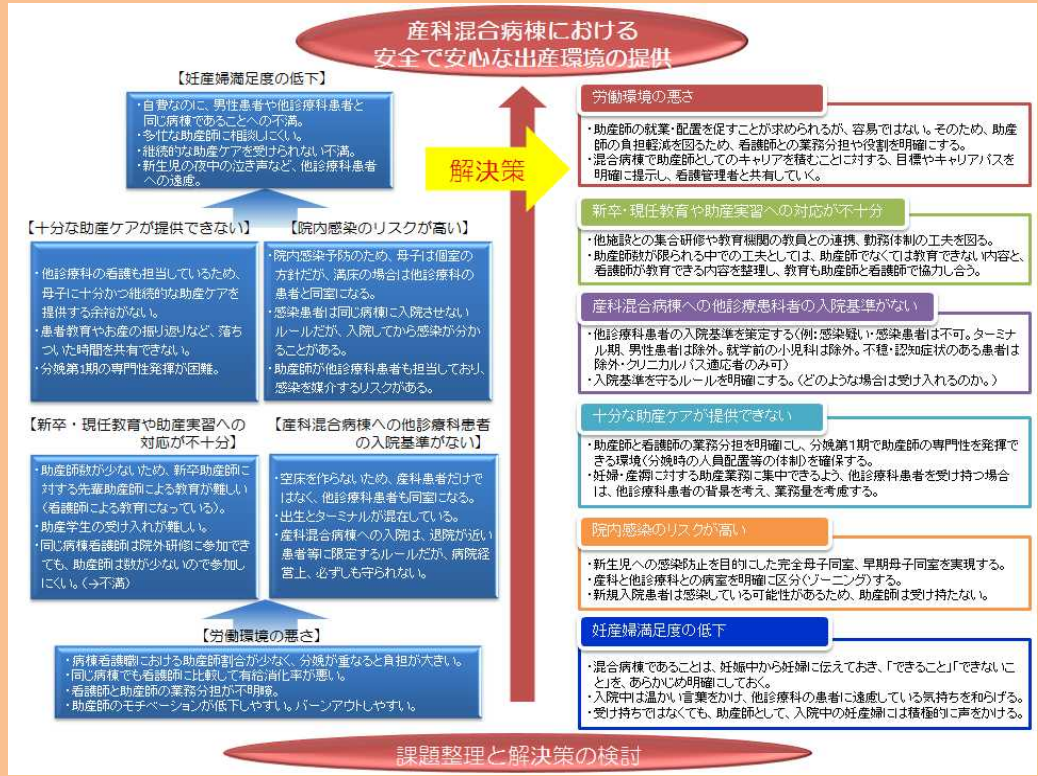 産科混合病棟における
安全で安心な出産環境の提供
【妊産婦満足度の低下】
・自費なのに、男性患者や他診療科患者と
同じ病棟であることへの不満。
・多忙な助産師に相談しにくい。
・継続的な助産ケアを受けられない不満。
・新生児の夜中の泣き声など、他診療科患者
への遠慮。
【十分な助産ケアが提供できない】
・他診療科の看護も担当しているため、
母子に十分かつ継続的な助産ケアを
提供する余裕がない。
・患者教育やお産の振り返りなど、落ち
ついた時間を共有できない。
・分娩第1期の専門性発揮が困難。
【院内感染のリスクが高い】
・院内感染予防のため、母子は個室の
方針だが、満床の場合は他診療科の
患者と同室になる。
・感染患者は同じ病棟に入院させない
ルールだが、入院してから感染が分か
ることがある。
・助産師が他診療科患者も担当しており、
感染を媒介するリスクがある。
【新卒・現任教育や助産実習への
対応が不十分】
・助産師数が少ないため、新卒助産師に
対する先輩助産師による教育が難しい
(看護師による教育になっている)。
・助産学生の受け入れが難しい。
・同じ病棟看護師は院外研修に参加でき
ても、助産師は数が少ないので参加し
にくい。(→不満)
【産科混合病棟への他診療科患者
の入院基準がない】
・空床を作らないため、産科患者だけで
はなく、他診療科患者も同室になる。
・出生とターミナルが混在している。
・産科混合病棟への入院は、退院が近い
患者等に限定するルールだが、病院経
営上、必ずしも守られない。
【労働環境の悪さ】
・病棟看護職における助産師割合が少なく、分娩が重なると負担が大きい。
・同じ病棟でも看護師に比較して有給消化率が悪い。
・看護師と助産師の業務分担が不明瞭。
・助産師のモチベーションが低下しやすい。バーンアウトしやすい。
解決策
労働環境の悪さ
・助産師の就業・配置を促すことが求められるが、容易ではない。そのため、助産
師の負担軽減を図るため、看護師との業務分担や役割を明確にする。
・混合病棟で助産師としてのキャリアを積むことに対する、目標やキャリアパスを
明確に提示し、看護管理者と共有していく。
新卒・現任教育や助産実習への対応が不十分
・他施設との集合研修や教育機関の教員との連携、勤務体制の工夫を図る。
・助産師数が限られる中での工夫としては、助産師でなくては教育できない内容と、
看護師が教育できる内容を整理し、教育も助産師と看護師で協力し合う。
産科混合病棟への他診療患科者の入院基準がない
・他診療科患者の入院基準を策定する(例:感染疑い・感染患者は不可。ターミ
ナル期、男性患者は除外。就学前の小児科は除外。不穏・認知症状のある患者は
除外・クリニカルパス適応者のみ可)
・入院基準を守るルールを明確にする。(どのような場合は受け入れるのか。)
十分な助産ケアが提供できない
・助産師と看護師の業務分担を明確にし、分娩第1期で助産師の専門性を発揮で
きる環境(分娩時の人員配置等の体制)を確保する。
・妊婦・産褥に対する助産業務に集中できるよう、他診療科患者を受け持つ場合
は、他診療科患者の背景を考え、業務量を考慮する。
院内感染のリスクが高い
・新生児への感染防止を目的にした完全母子同室、早期母子同室を実現する。
・産科と他診療科との病室を明確に区分(ゾーニング)する。
・新規入院患者は感染している可能性があるため、助産師は受け持たない。
妊産婦満足度の低下
・混合病棟であることは、妊娠中から妊婦に伝えておき、「できること」「できないこ
と」を、あらかじめ明確にしておく。
・入院中は温かい言葉をかけ、他診療科の患者に遠慮している気持ちを和らげる。
・受け持ちではなくても、助産師として、入院中の妊産婦には積極的に声をかける。
課題整理と解決策の検討